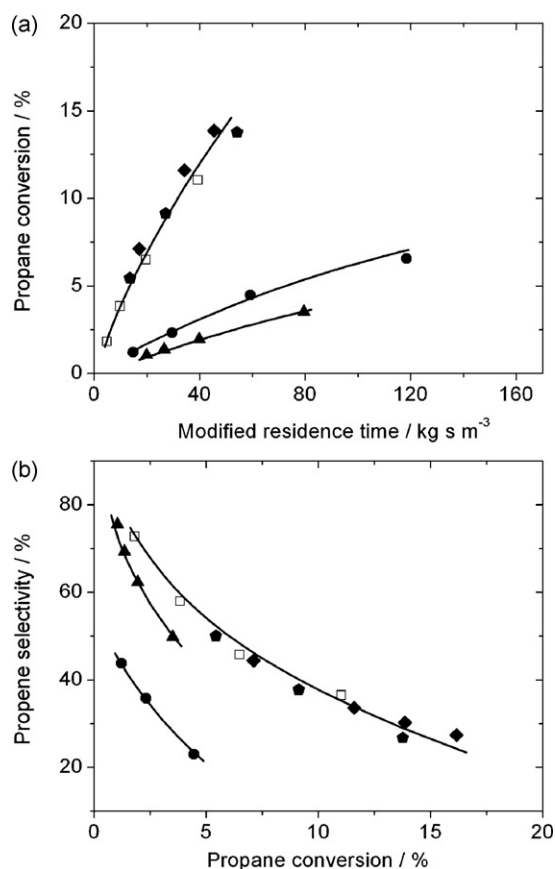 (a)
20
15
10
5
0
Propane conversion / %
0 40 80 120 160
Modified residence time / kg s m⁻³
(b)
80
60
40
20
Propene selectivity / %
0 5 10 15 20
Propane conversion / %